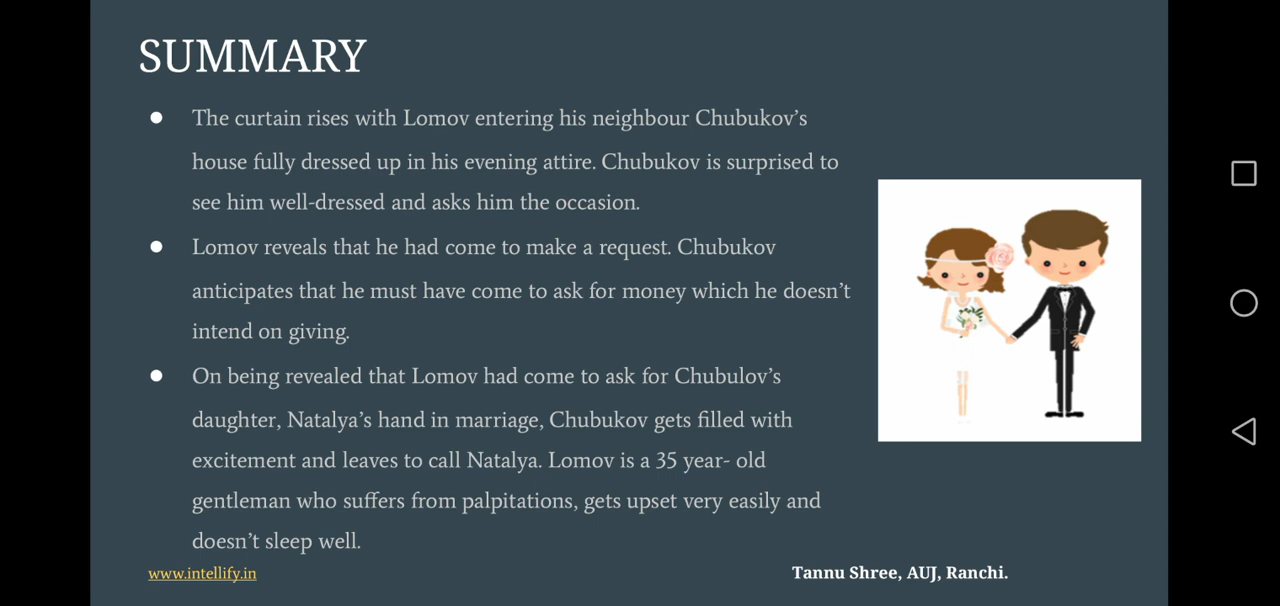 SUMMARY
● The curtain rises with Lomov entering his neighbour Chubukov’s
house fully dressed up in his evening attire. Chubukov is surprised to
see him well-dressed and asks him the occasion.
● Lomov reveals that he had come to make a request. Chubukov
anticipates that he must have come to ask for money which he doesn’t
intend on giving.
● On being revealed that Lomov had come to ask for Chubulov’s
daughter, Natalya’s hand in marriage, Chubukov gets filled with
excitement and leaves to call Natalya. Lomov is a 35 year- old
gentleman who suffers from palpitations, gets upset very easily and
doesn’t sleep well.
www.intellify.in
Tannu Shree, AUJ, Ranchi.